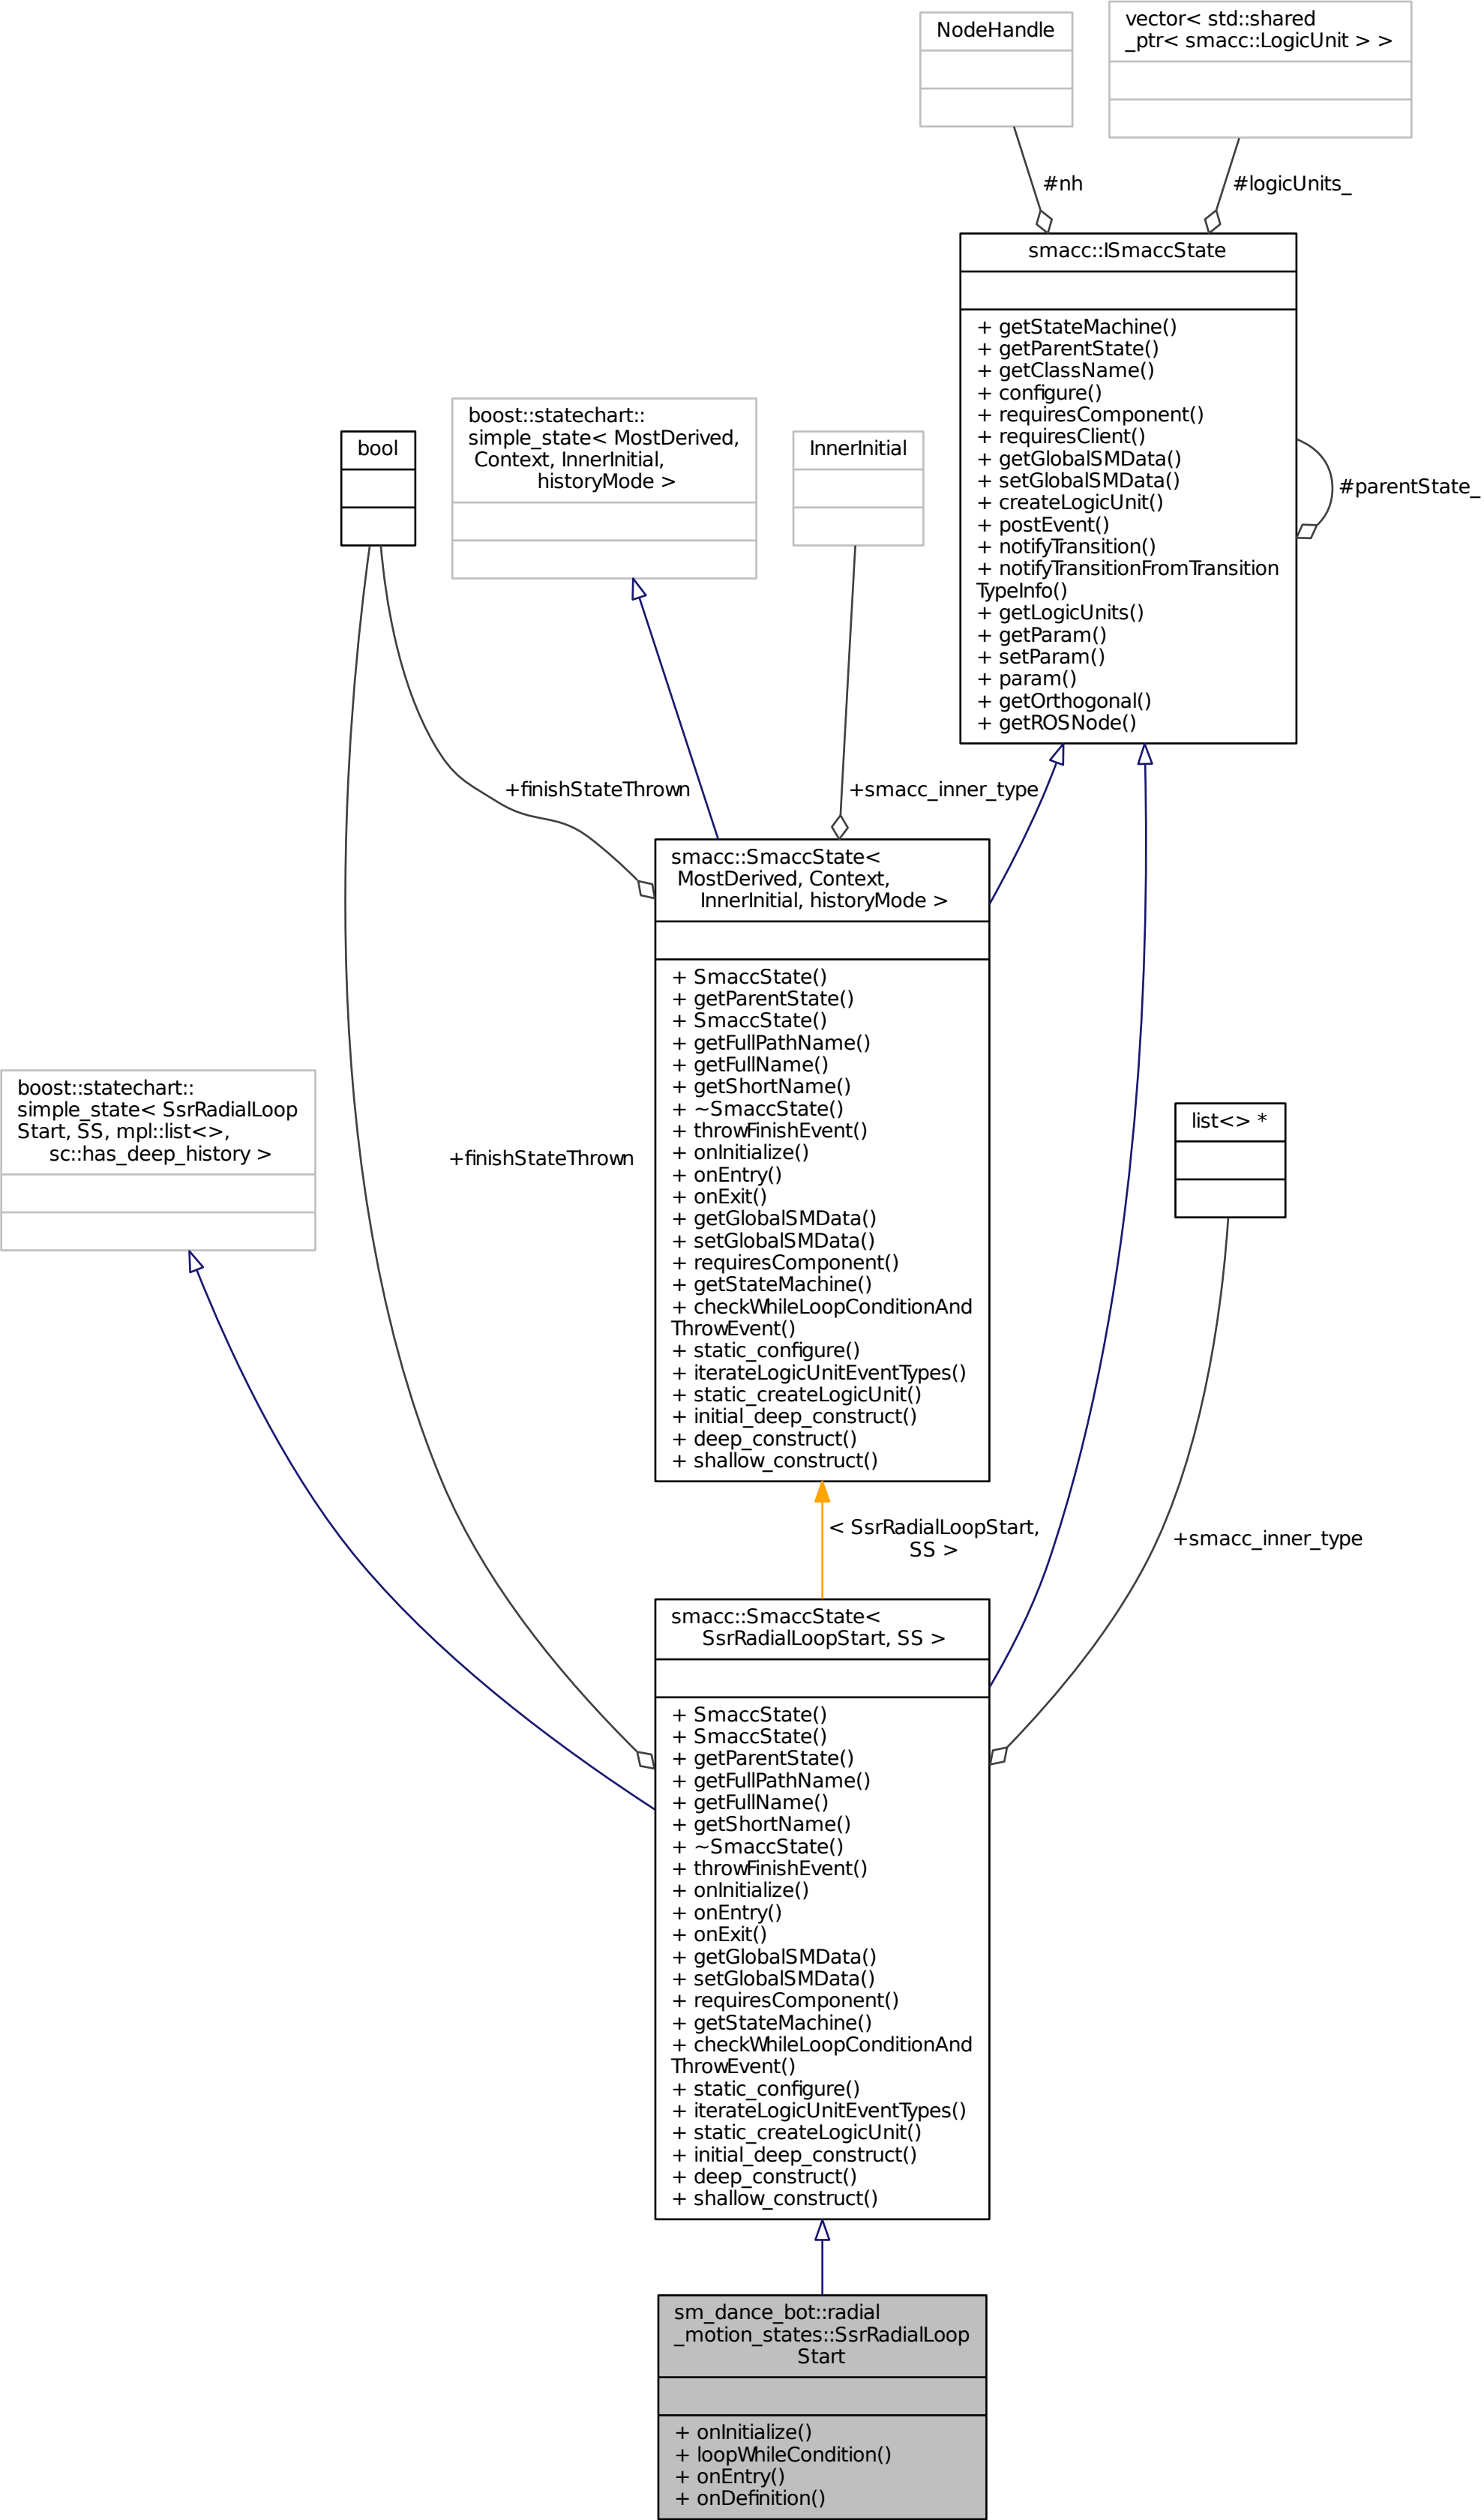 NodeHandle
vector< std::shared
_ptr< smacc::LogicUnit > >
#nh
#logicUnits_
smacc::ISmaccState
+ getStateMachine()
+ getParentState()
+ getClassName()
+ configure()
+ requiresComponent()
+ requiresClient()
+ getGlobalSMData()
+ setGlobalSMData()
+ createLogicUnit()
+ postEvent()
+ notifyTransition()
+ notifyTransitionFromTransition
TypeInfo()
+ getLogicUnits()
+ getParam()
+ setParam()
+ param()
+ getOrthogonal()
+ getROSNode()
#parentState_
bool
boost::statechart::
simple_state< MostDerived,
Context, InnerInitial,
historyMode >
InnerInitial
+finishStateThrown
+smacc_inner_type
smacc::SmaccState<
MostDerived, Context,
InnerInitial, historyMode >
+ SmaccState()
+ getParentState()
+ SmaccState()
+ getFullPathName()
+ getFullName()
+ getShortName()
+ ~SmaccState()
+ throwFinishEvent()
+ onInitialize()
+ onEntry()
+ onExit()
+ getGlobalSMData()
+ setGlobalSMData()
+ requiresComponent()
+ getStateMachine()
+ checkWhileLoopConditionAnd
ThrowEvent()
+ static_configure()
+ iterateLogicUnitEventTypes()
+ static_createLogicUnit()
+ initial_deep_construct()
+ deep_construct()
+ shallow_construct()
boost::statechart::
simple_state< SsrRadialLoop
Start, SS, mpl::list<>,
sc::has_deep_history >
+finishStateThrown
list<> *
< SsrRadialLoopStart,
SS >
+smacc_inner_type
smacc::SmaccState<
SsrRadialLoopStart, SS >
+ SmaccState()
+ SmaccState()
+ getParentState()
+ getFullPathName()
+ getFullName()
+ getShortName()
+ ~SmaccState()
+ throwFinishEvent()
+ onInitialize()
+ onEntry()
+ onExit()
+ getGlobalSMData()
+ setGlobalSMData()
+ requiresComponent()
+ getStateMachine()
+ checkWhileLoopConditionAnd
ThrowEvent()
+ static_configure()
+ iterateLogicUnitEventTypes()
+ static_createLogicUnit()
+ initial_deep_construct()
+ deep_construct()
+ shallow_construct()
sm_dance_bot::radial
_motion_states::SsrRadialLoop
Start
+ onInitialize()
+ loopWhileCondition()
+ onEntry()
+ onDefinition()